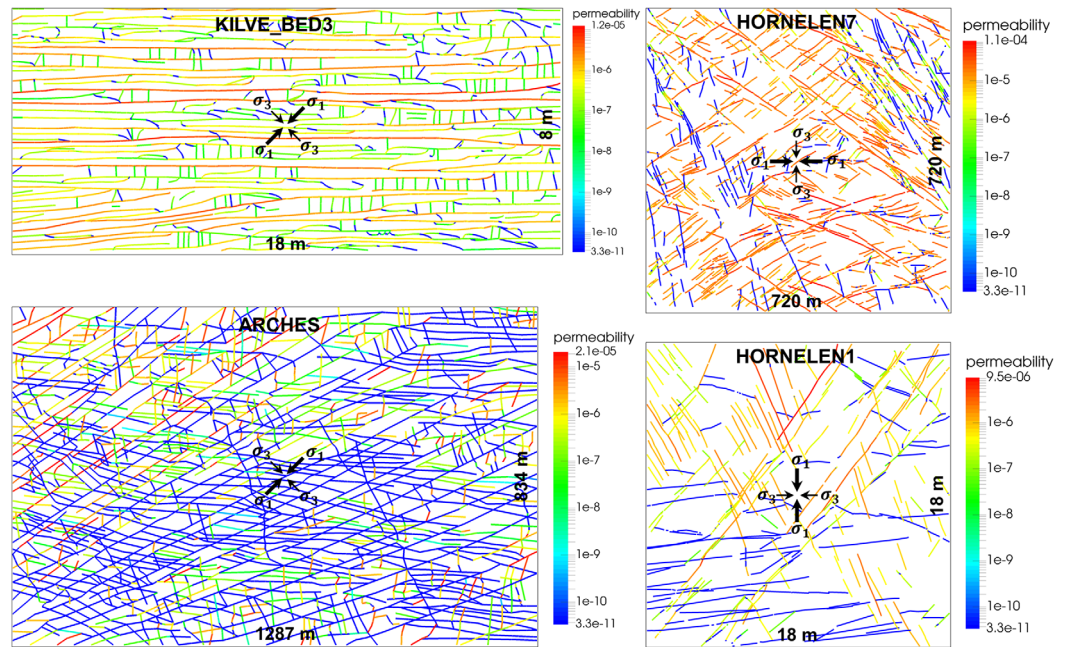 KILVE_BED3
σ3 σ1
σ1 σ3
8 m
18 m
permeability
1.2e-05
1e-6
1e-7
1e-8
1e-9
1e-10
3.3e-11
HORNELEN7
σ3
σ1 σ1
σ3
720 m
720 m
permeability
1.1e-04
1e-5
1e-6
1e-7
1e-8
1e-9
1e-10
3.3e-11
ARCHES
σ3 σ1
σ1 σ3
834 m
1287 m
permeability
2.1e-05
1e-5
1e-6
1e-7
1e-8
1e-9
1e-10
3.3e-11
HORNELEN1
σ1
σ3 σ3
σ1
18 m
18 m
permeability
9.5e-06
1e-6
1e-7
1e-8
1e-9
1e-10
3.3e-11